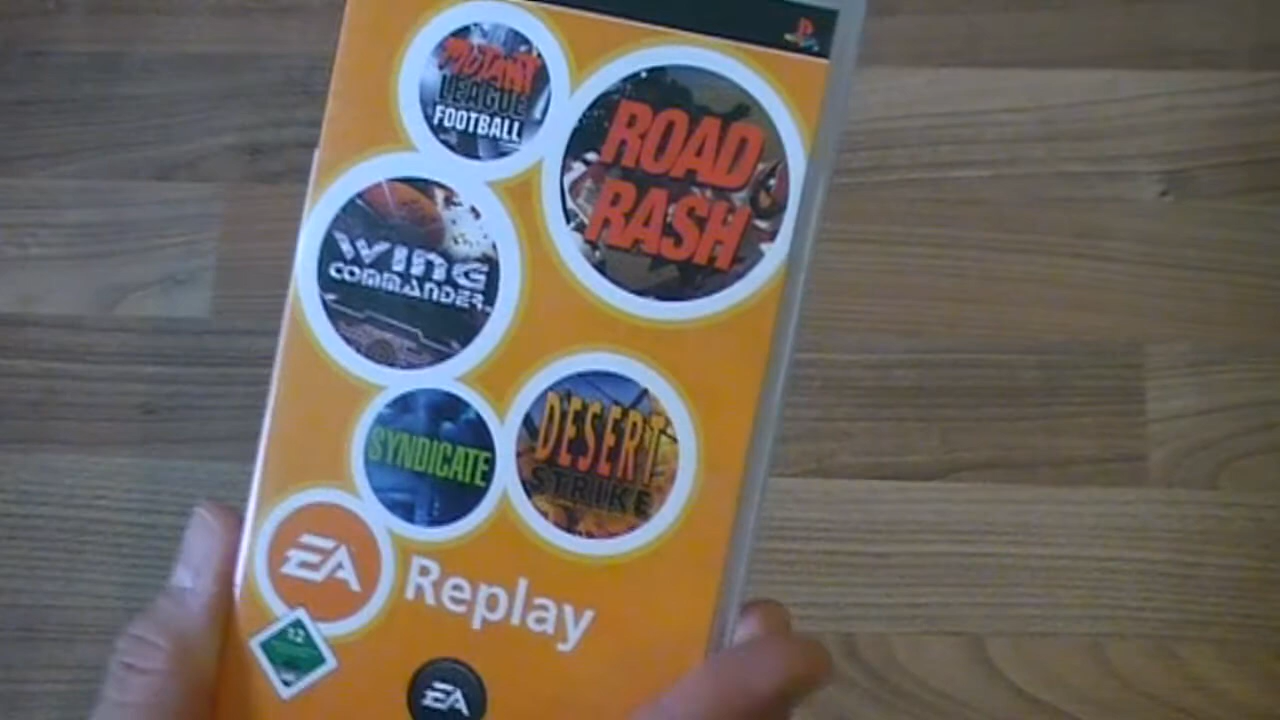 MUTANT
LEAGUE
FOOTBALL
ROAD
RASH
WING
COMMANDER
SYNDICATE
DESERT
STRIKE
EA
Replay
12
EA